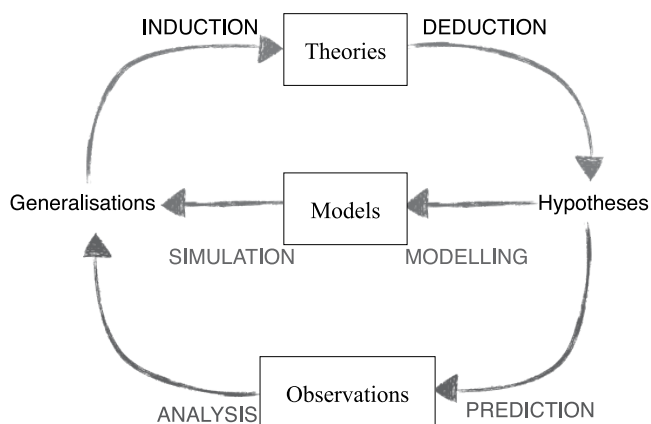 INDUCTION
Theories
DEDUCTION
Generalisations
Models
Hypotheses
SIMULATION
MODELLING
Observations
ANALYSIS
PREDICTION